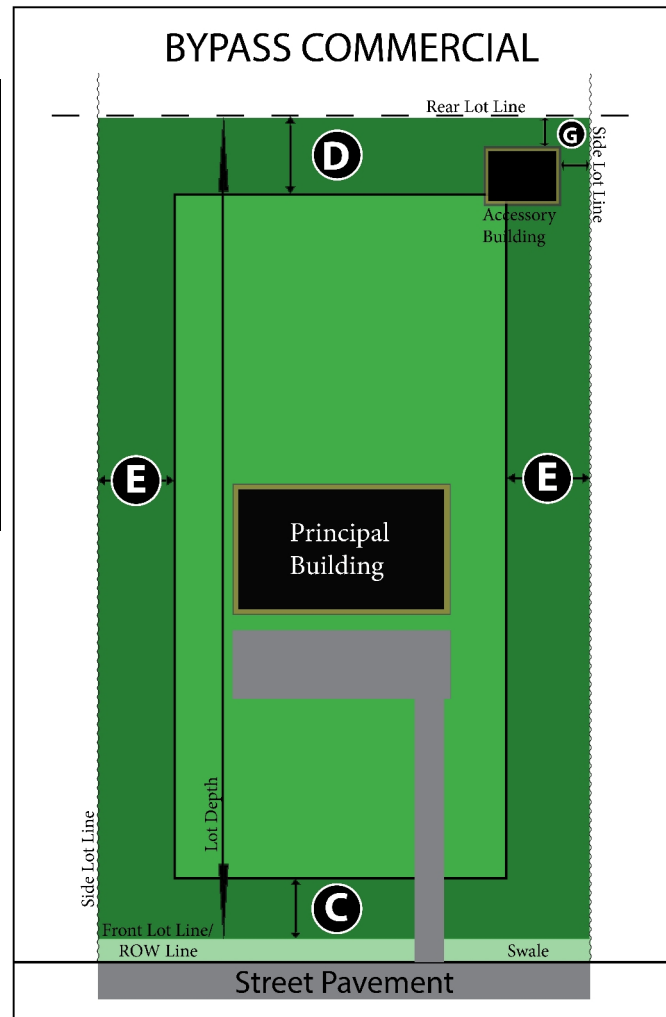 BYPASS COMMERCIAL
Rear Lot Line
G
Side Lot Line
D
Accessory
Building
E
E
Principal
Building
Lot Depth
Side Lot Line
C
Front Lot Line/
ROW Line
Swale
Street Pavement